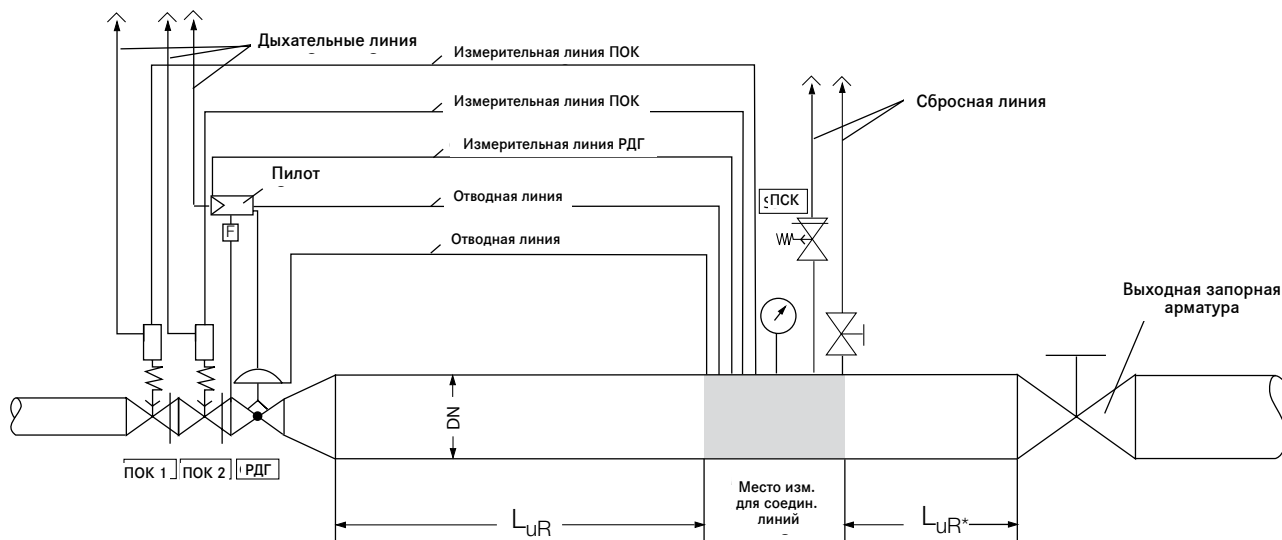 Дыхательные линия
Измерительная линия ПОК
Измерительная линия ПОК
Сбросная линия
Измерительная линия РДГ
Пилот
Отводная линия
ПСК
F
Отводная линия
Выходная запорная
арматура
DN
ПОК 1
ПОК 2
РДГ
Место изм.
для соедин.
линий
LuR
LuR*